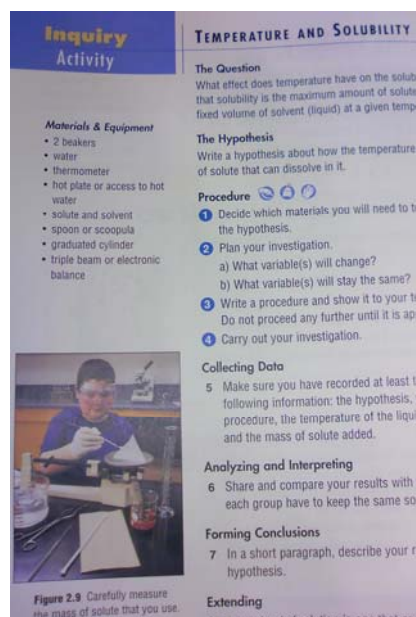 Inquiry
Activity
TEMPERATURE AND SOLUBILITY
Materials & Equipment
• 2 beakers
• water
• thermometer
• hot plate or access to hot
water
• solute and solvent
• spoon or scoopula
• graduated cylinder
• triple beam or electronic
balance
The Question
What effect does temperature have on the
that solubility is the maximum amount of solute
fixed volume of solvent (liquid) at a given
The Hypothesis
Write a hypothesis about how the temperature
of solute that can dissolve in it.
Procedure
1 Decide which materials you will need to
the hypothesis.
2 Plan your investigation.
a) What variable(s) will change?
b) What variable(s) will stay the same?
3 Write a procedure and show it to your
Do not proceed any further until it is
4 Carry out your investigation.
Collecting Data
5 Make sure you have recorded at least
following information: the hypothesis,
procedure, the temperature of the
and the mass of solute added.
Analyzing and Interpreting
6 Share and compare your results with
each group have to keep the same
Forming Conclusions
7 In a short paragraph, describe your
hypothesis.
Extending
Figure 2.9 Carefully measure
the mass of solute that you use.